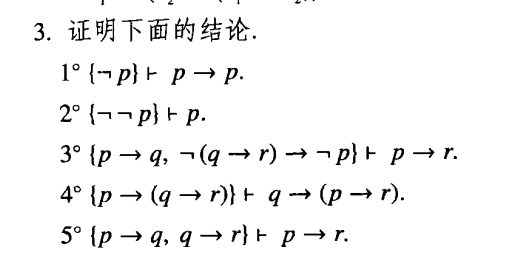 3. 证明下面的结论.
1° {¬ p} ⊢ p → p.
2° {¬ ¬ p} ⊢ p.
3° {p → q, ¬ (q → r) → ¬ p} ⊢ p → r.
4° {p → (q → r)} ⊢ q → (p → r).
5° {p → q, q → r} ⊢ p → r.